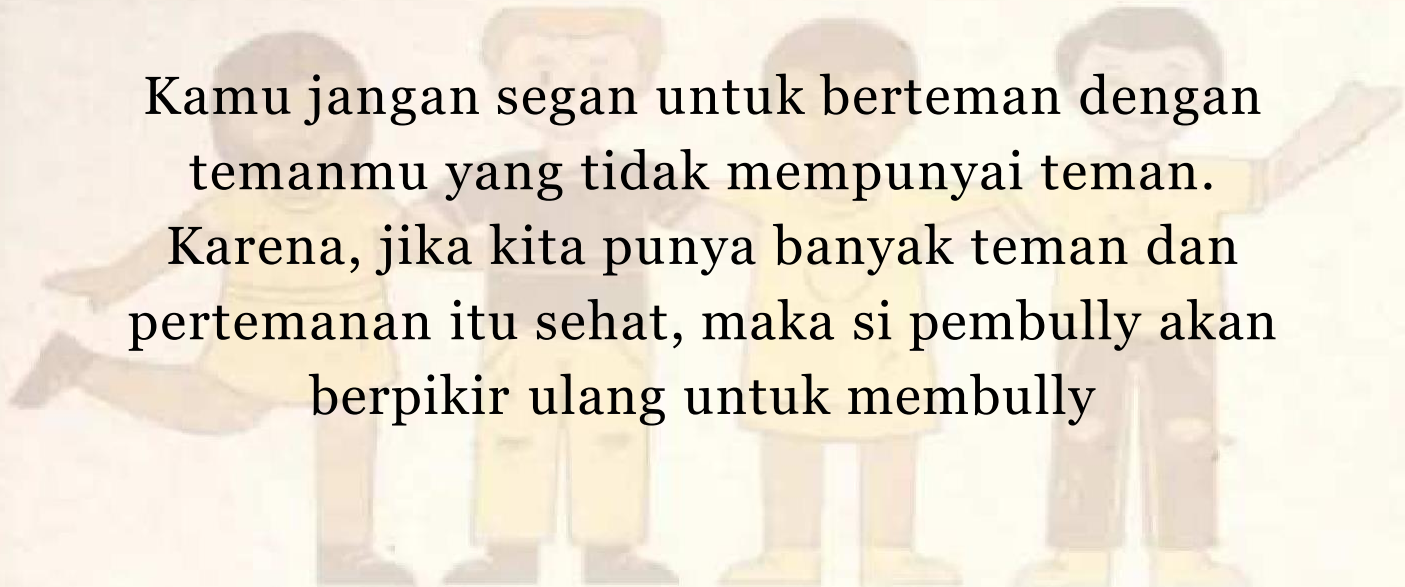 Kamu jangan segan untuk berteman dengan
temanmu yang tidak mempunyai teman.
Karena, jika kita punya banyak teman dan
pertemanan itu sehat, maka si pembully akan
berpikir ulang untuk membully